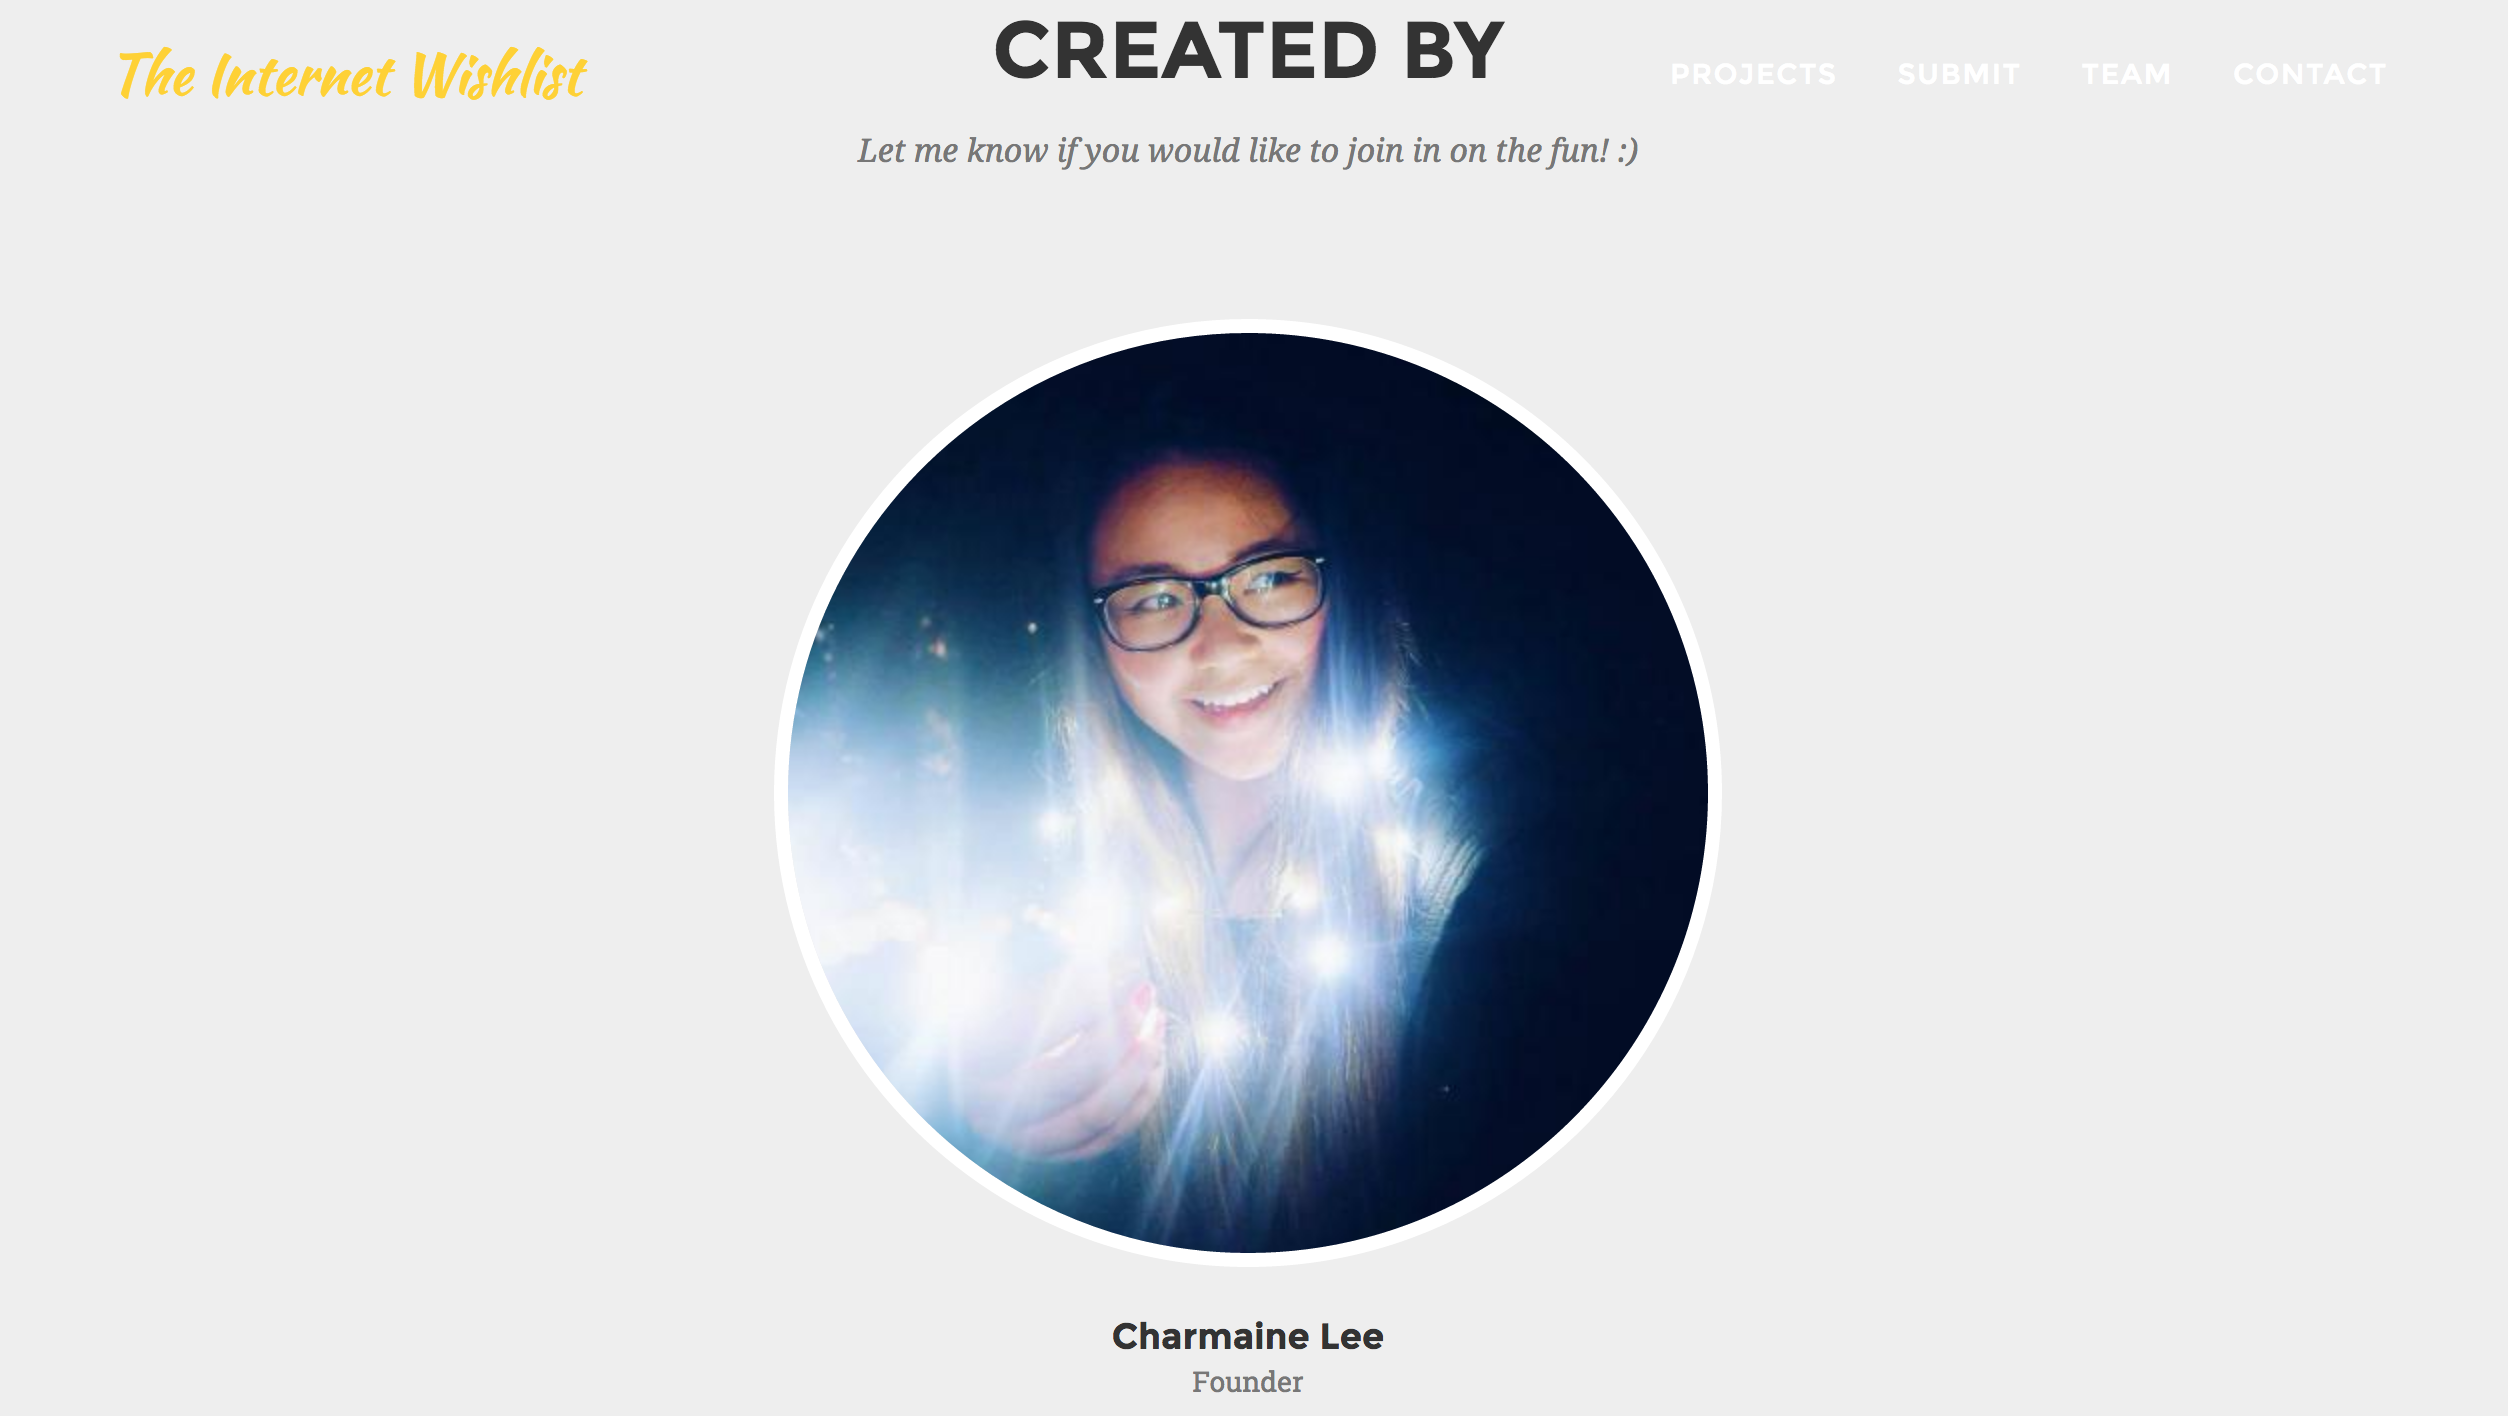 The Internet Wishlist
CREATED BY
PROJECTS SUBMIT TEAM CONTACT
Let me know if you would like to join in on the fun! :)
Charmaine Lee
Founder